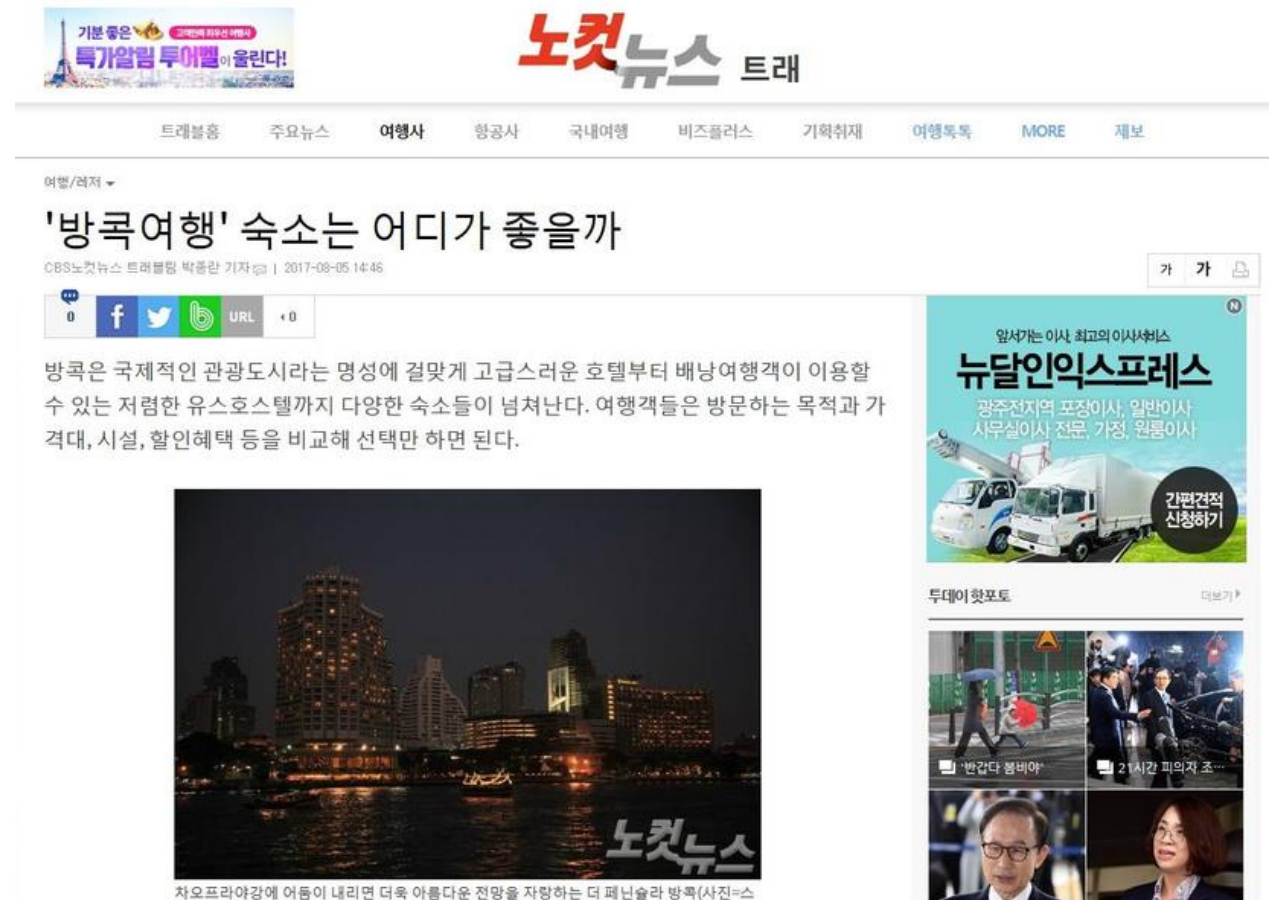 기분 좋은
고객만족 최우선 여행사
특가알림 투어벨이 울린다!
노컷뉴스 트래
트래블홈 주요뉴스 여행사 항공사 국내여행 비즈플러스 기획취재 여행톡톡 MORE 제보
여행/레저
'방콕여행' 숙소는 어디가 좋을까
CBS노컷뉴스 트래블팀 박종란 기자 | 2017-08-05 14:46
가 가
0 f URL 0
방콕은 국제적인 관광도시라는 명성에 걸맞게 고급스러운 호텔부터 배낭여행객이 이용할
수 있는 저렴한 유스호스텔까지 다양한 숙소들이 넘쳐난다. 여행객들은 방문하는 목적과 가
격대, 시설, 할인혜택 등을 비교해 선택만 하면 된다.
노컷뉴스
차오프라야강에 어둠이 내리면 더욱 아름다운 전망을 자랑하는 더 페닌슐라 방콕(사진=스
N
앞서가는 이사, 최고의 이사서비스
뉴달인익스프레스
광주전지역 포장이사, 일반이사
사무실이사 전문, 가정, 원룸이사
간편견적
신청하기
투데이 핫포토
더보기
'반갑다 봄비야'
21시간 피의자 조…